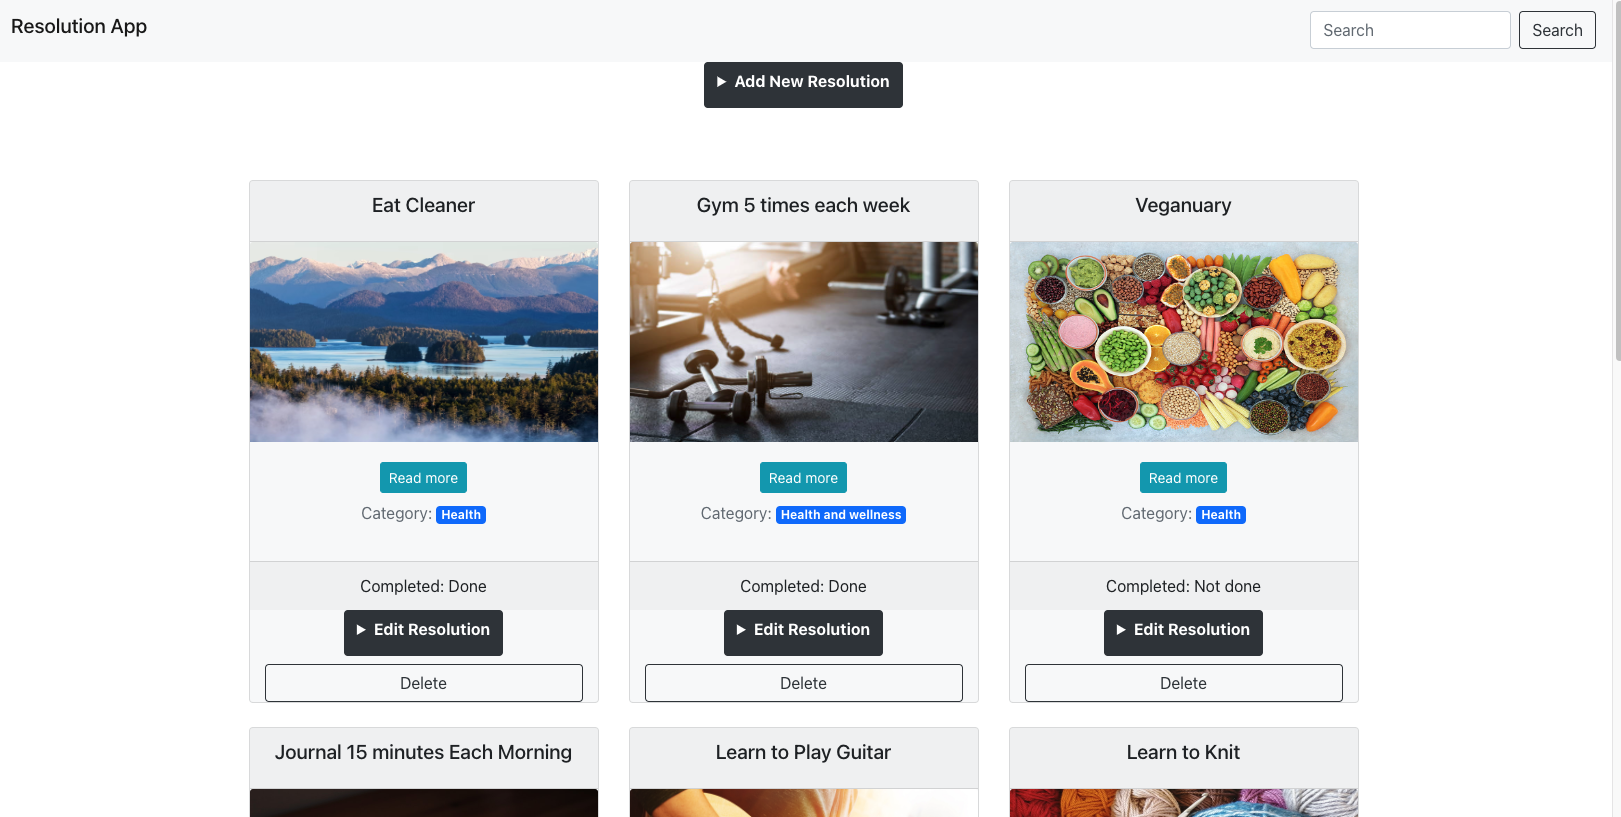 Resolution App
Search
Search
Add New Resolution
Eat Cleaner
Gym 5 times each week
Veganuary
Read more
Read more
Read more
Category: Health
Category: Health and wellness
Category: Health
Completed: Done
Completed: Done
Completed: Not done
Edit Resolution
Edit Resolution
Edit Resolution
Delete
Delete
Delete
Journal 15 minutes Each Morning
Learn to Play Guitar
Learn to Knit